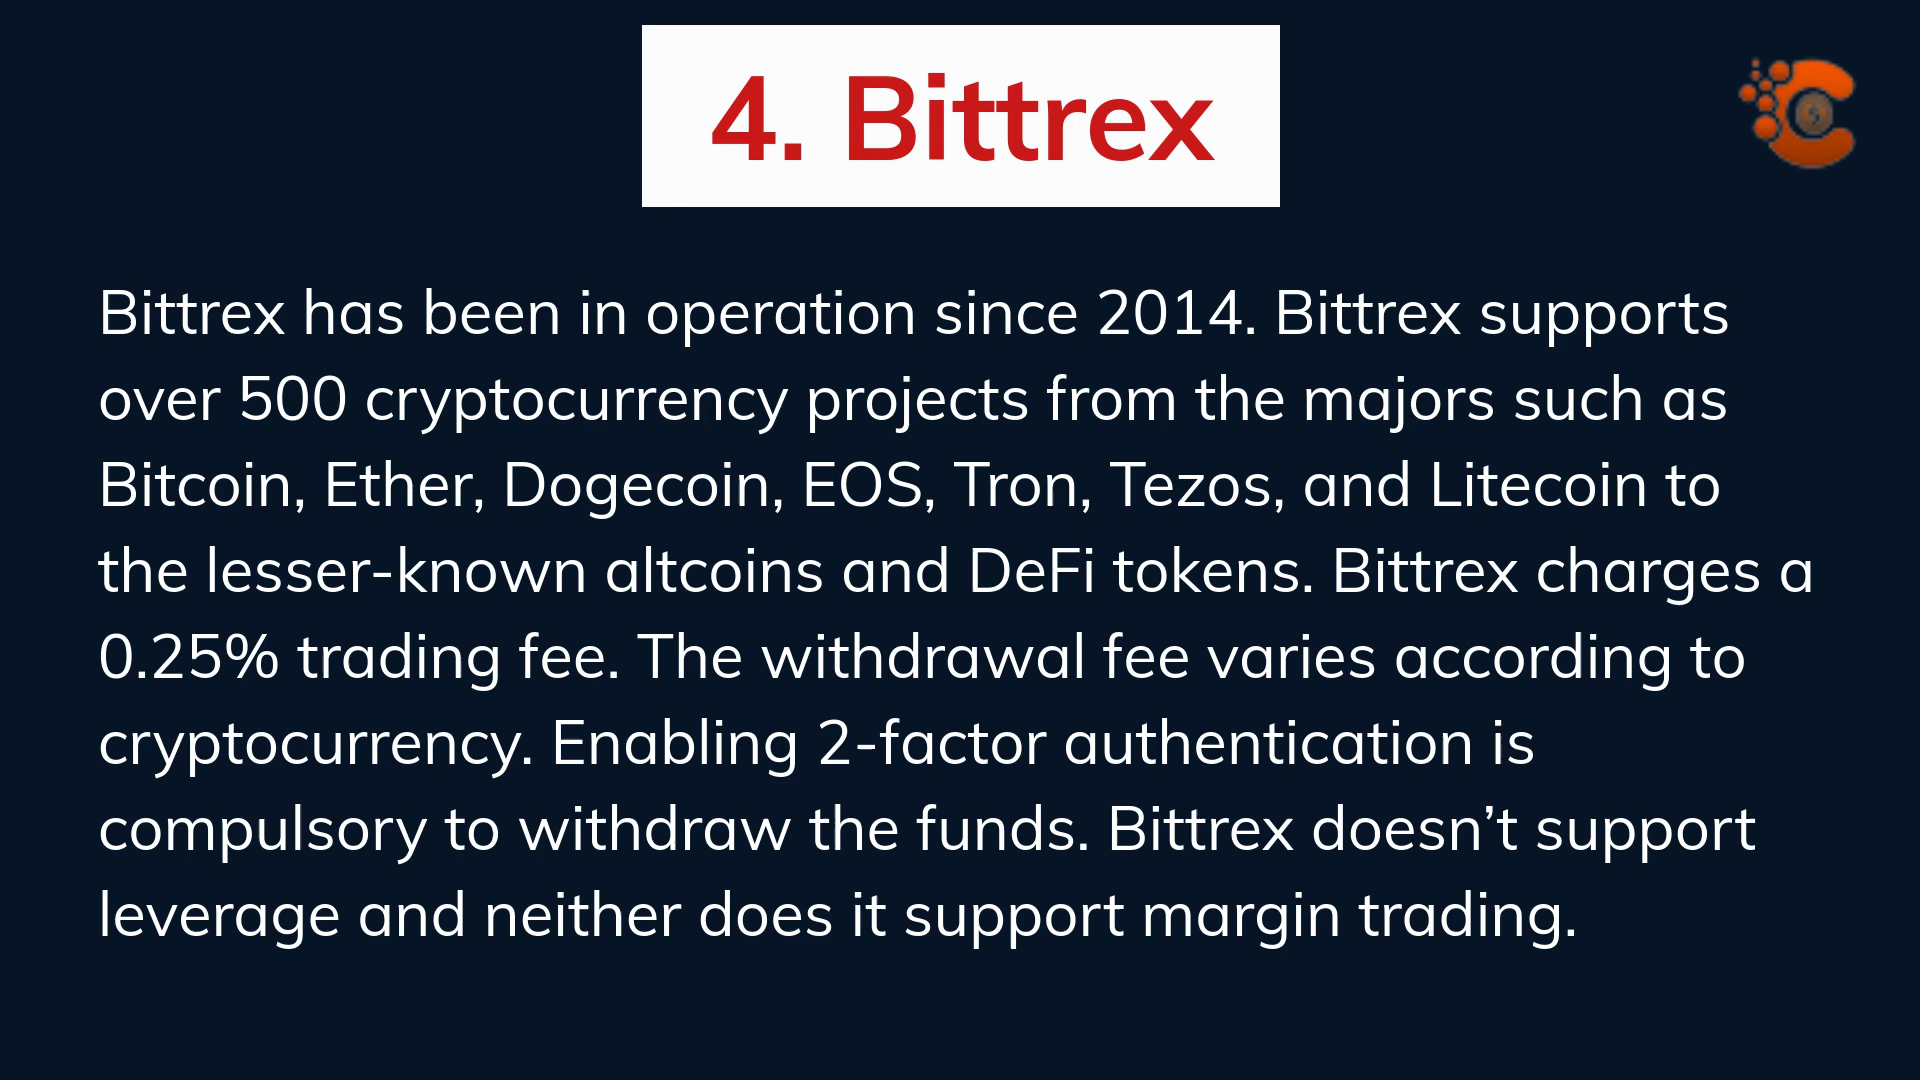 4. Bittrex
Bittrex has been in operation since 2014. Bittrex supports
over 500 cryptocurrency projects from the majors such as
Bitcoin, Ether, Dogecoin, EOS, Tron, Tezos, and Litecoin to
the lesser-known altcoins and DeFi tokens. Bittrex charges a
0.25% trading fee. The withdrawal fee varies according to
cryptocurrency. Enabling 2-factor authentication is
compulsory to withdraw the funds. Bittrex doesn’t support
leverage and neither does it support margin trading.